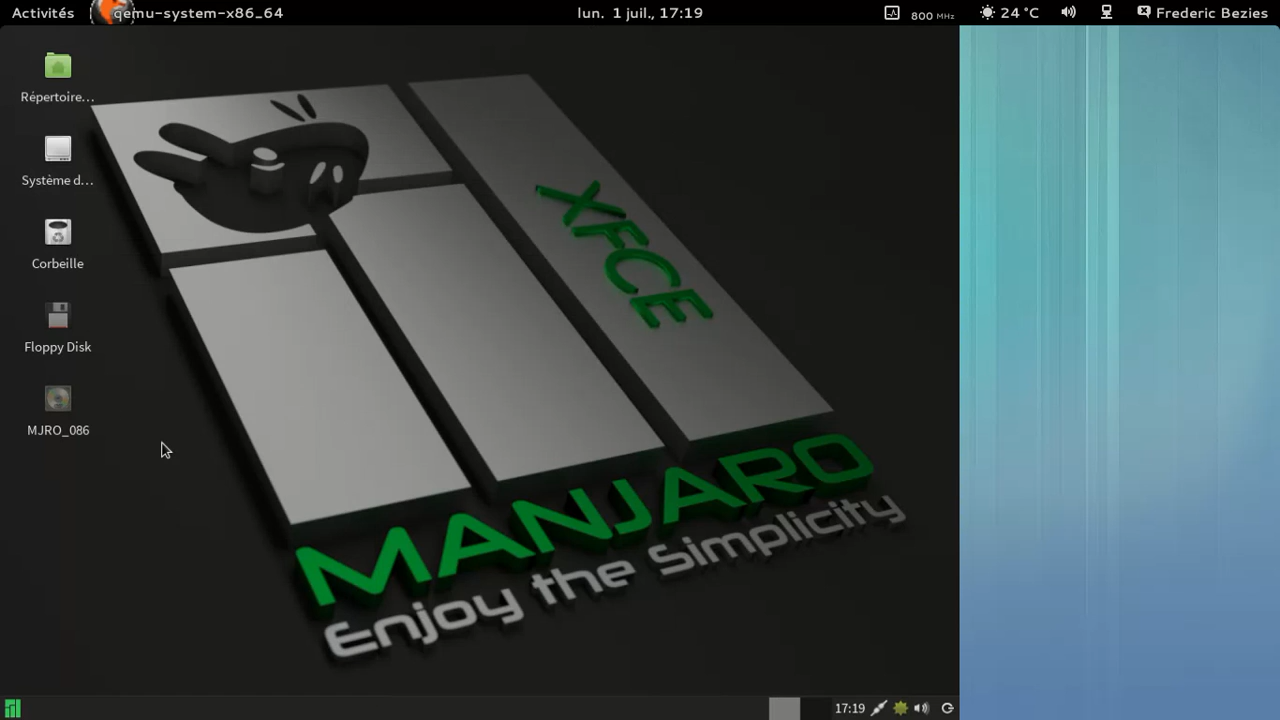 Activités
qemu-system-x86_64
lun. 1 juil., 17:19
800 MHz
24 °C
Frederic Bezies
Répertoire...
Système d...
Corbeille
Floppy Disk
MJRO_086
XFCE
MANJARO
Enjoy the Simplicity
17:19